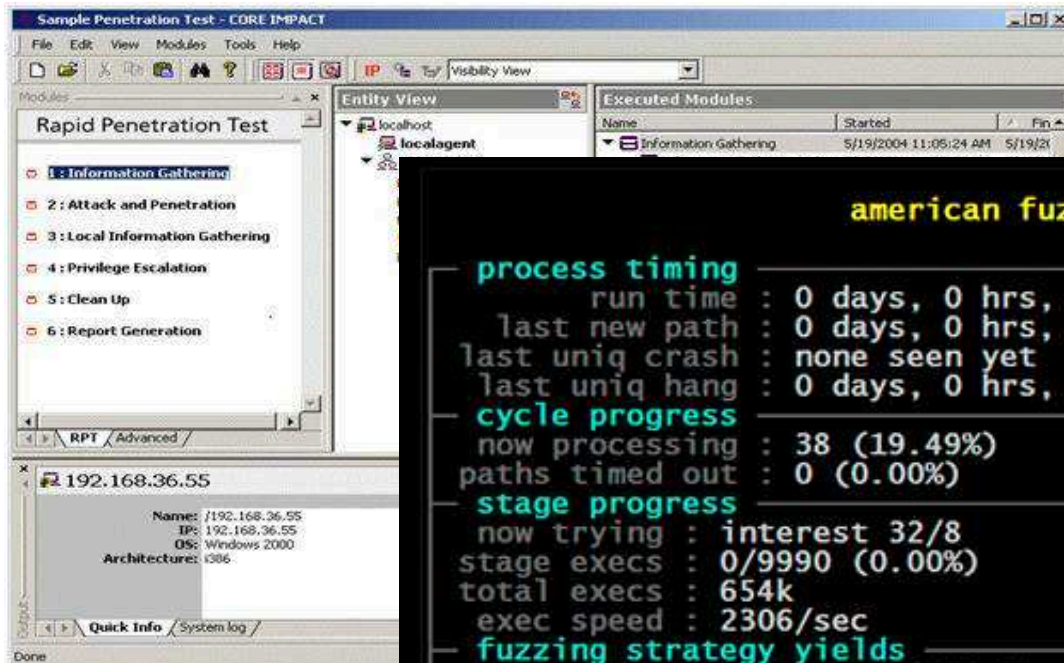 Sample Penetration Test - CORE IMPACT
File Edit View Modules Tools Help
IP Visibility View
Modules
Rapid Penetration Test
1 : Information Gathering
2 : Attack and Penetration
3 : Local Information Gathering
4 : Privilege Escalation
5 : Clean Up
6 : Report Generation
RPT Advanced
Entity View
localhost
localagent
Executed Modules
Name Started Fin
Information Gathering 5/19/2004 11:05:24 AM 5/19/20
192.168.36.55
Name: /192.168.36.55
IP: 192.168.36.55
OS: Windows 2000
Architecture: i386
Output
Quick Info System log
Done
american fuz
process timing
run time : 0 days, 0 hrs,
last new path : 0 days, 0 hrs,
last uniq crash : none seen yet
last uniq hang : 0 days, 0 hrs,
cycle progress
now processing : 38 (19.49%)
paths timed out : 0 (0.00%)
stage progress
now trying : interest 32/8
stage execs : 0/9990 (0.00%)
total execs : 654k
exec speed : 2306/sec
fuzzing strategy yields